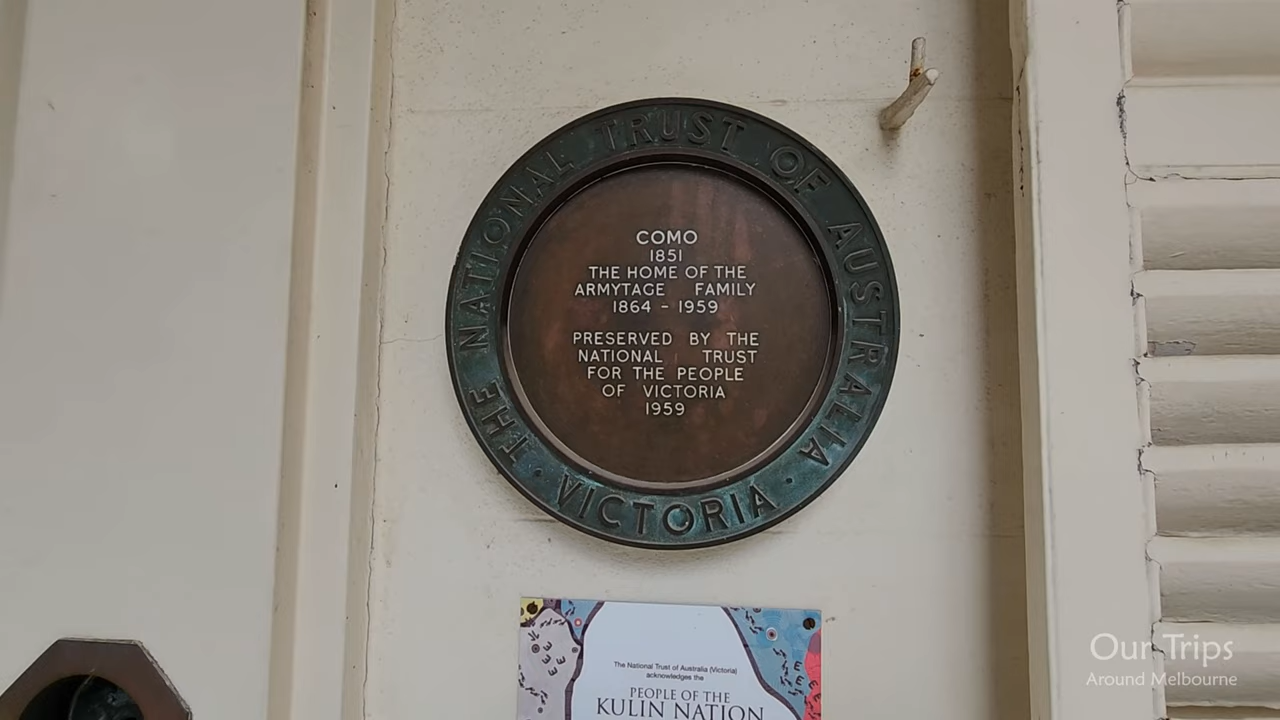 THE NATIONAL TRUST OF AUSTRALIA
· VICTORIA ·
COMO
1851
THE HOME OF THE
ARMYTAGE FAMILY
1864 - 1959
PRESERVED BY THE
NATIONAL TRUST
FOR THE PEOPLE
OF VICTORIA
1959
The National Trust of Australia (Victoria)
acknowledges the
PEOPLE OF THE
KULIN NATION
Our Trips
Around Melbourne